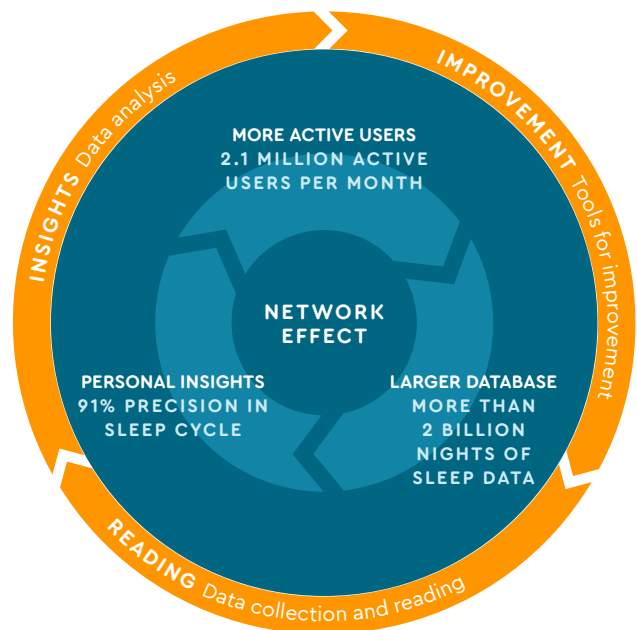 INSIGHTS Data analysis
IMPROVEMENT Tools for improvement
MORE ACTIVE USERS
2.1 MILLION ACTIVE
USERS PER MONTH
NETWORK
EFFECT
PERSONAL INSIGHTS
91% PRECISION IN
SLEEP CYCLE
LARGER DATABASE
MORE THAN
2 BILLION
NIGHTS OF
SLEEP DATA
READING Data collection and reading